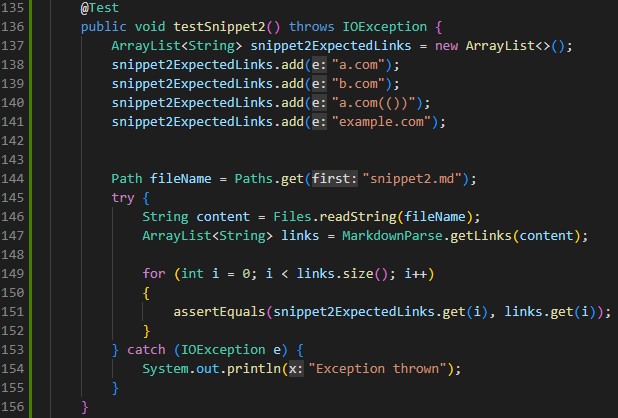 135 @Test
136 public void testSnippet2() throws IOException {
137 ArrayList<String> snippet2ExpectedLinks = new ArrayList<>();
138 snippet2ExpectedLinks.add(e: "a.com");
139 snippet2ExpectedLinks.add(e: "b.com");
140 snippet2ExpectedLinks.add(e: "a.com(())");
141 snippet2ExpectedLinks.add(e: "example.com");
142
143
144 Path fileName = Paths.get(first: "snippet2.md");
145 try {
146 String content = Files.readString(fileName);
147 ArrayList<String> links = MarkdownParse.getLinks(content);
148
149 for (int i = 0; i < links.size(); i++)
150 {
151 assertEquals(snippet2ExpectedLinks.get(i), links.get(i));
152 }
153 } catch (IOException e) {
154 System.out.println(x: "Exception thrown");
155 }
156 }